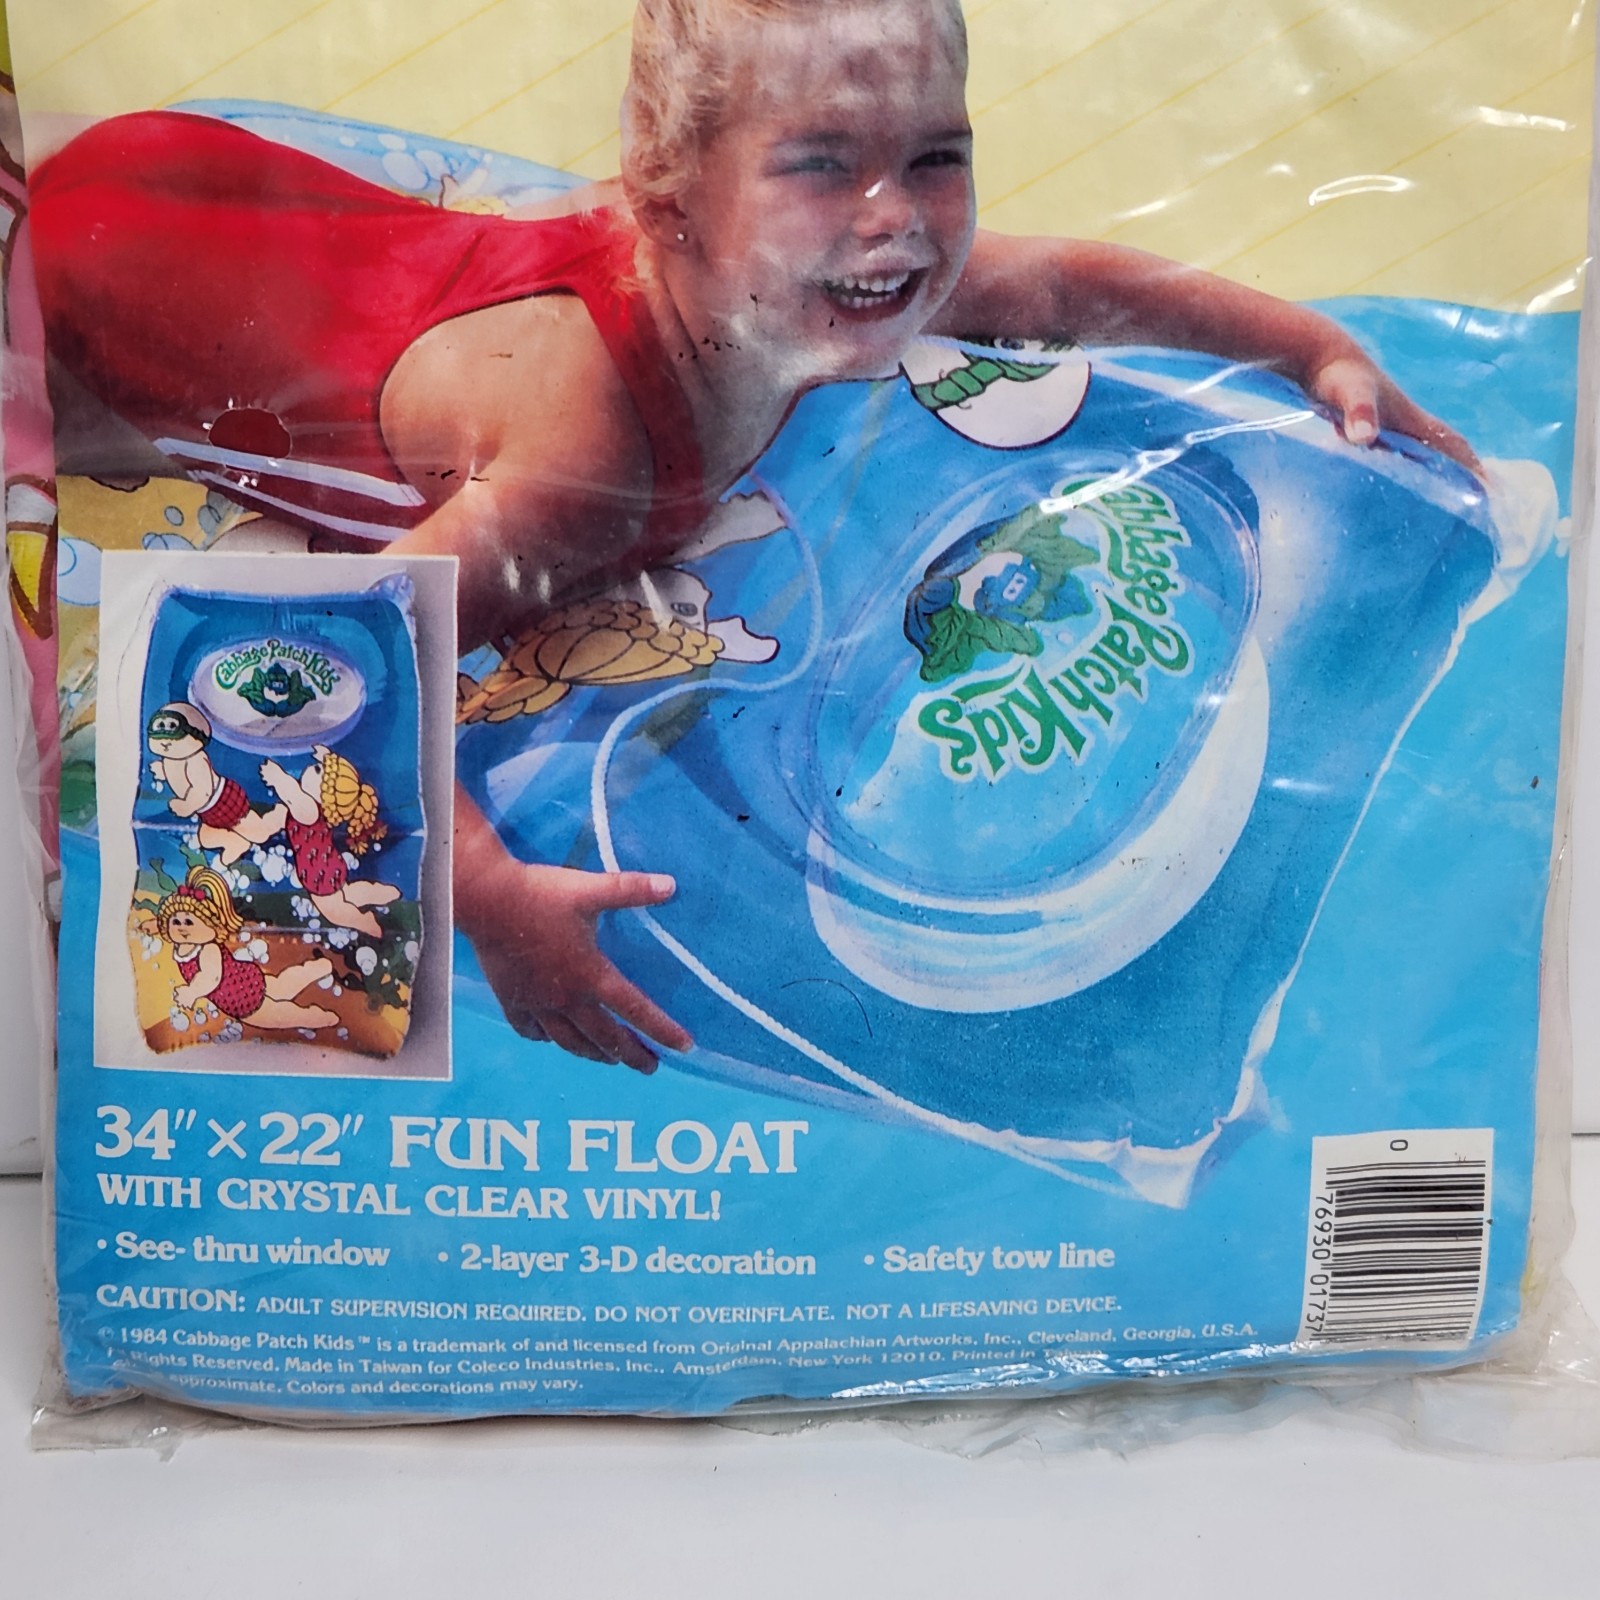 Cabbage Patch Kids
Cabbage Patch Kids
34" × 22" FUN FLOAT
WITH CRYSTAL CLEAR VINYL!
• See-thru window • 2-layer 3-D decoration • Safety tow line
CAUTION: ADULT SUPERVISION REQUIRED. DO NOT OVERINFLATE. NOT A LIFESAVING DEVICE.
© 1984 Cabbage Patch Kids™ is a trademark of and licensed from Original Appalachian Artworks, Inc., Cleveland, Georgia, U.S.A.
Rights Reserved. Made in Taiwan for Coleco Industries, Inc., Amsterdam, New York 12010. Printed in Taiwan
approximate. Colors and decorations may vary.
0
76930 01737